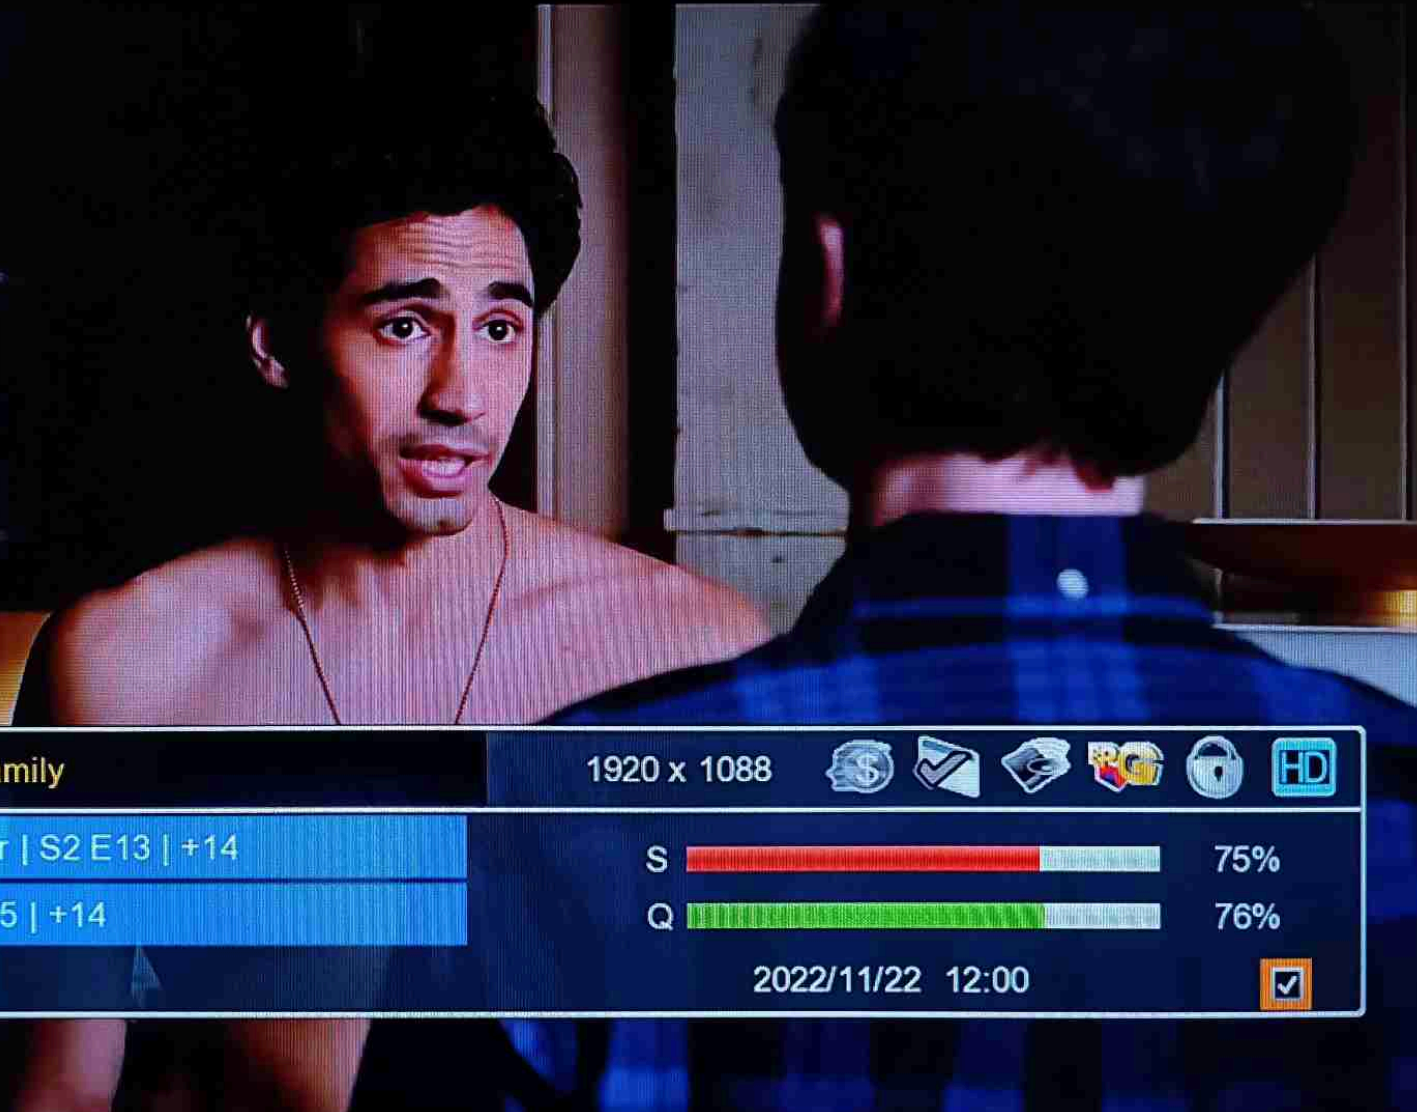 mily
1920 x 1088
HD
r | S2 E13 | +14
S 75%
5 | +14
Q 76%
2022/11/22 12:00